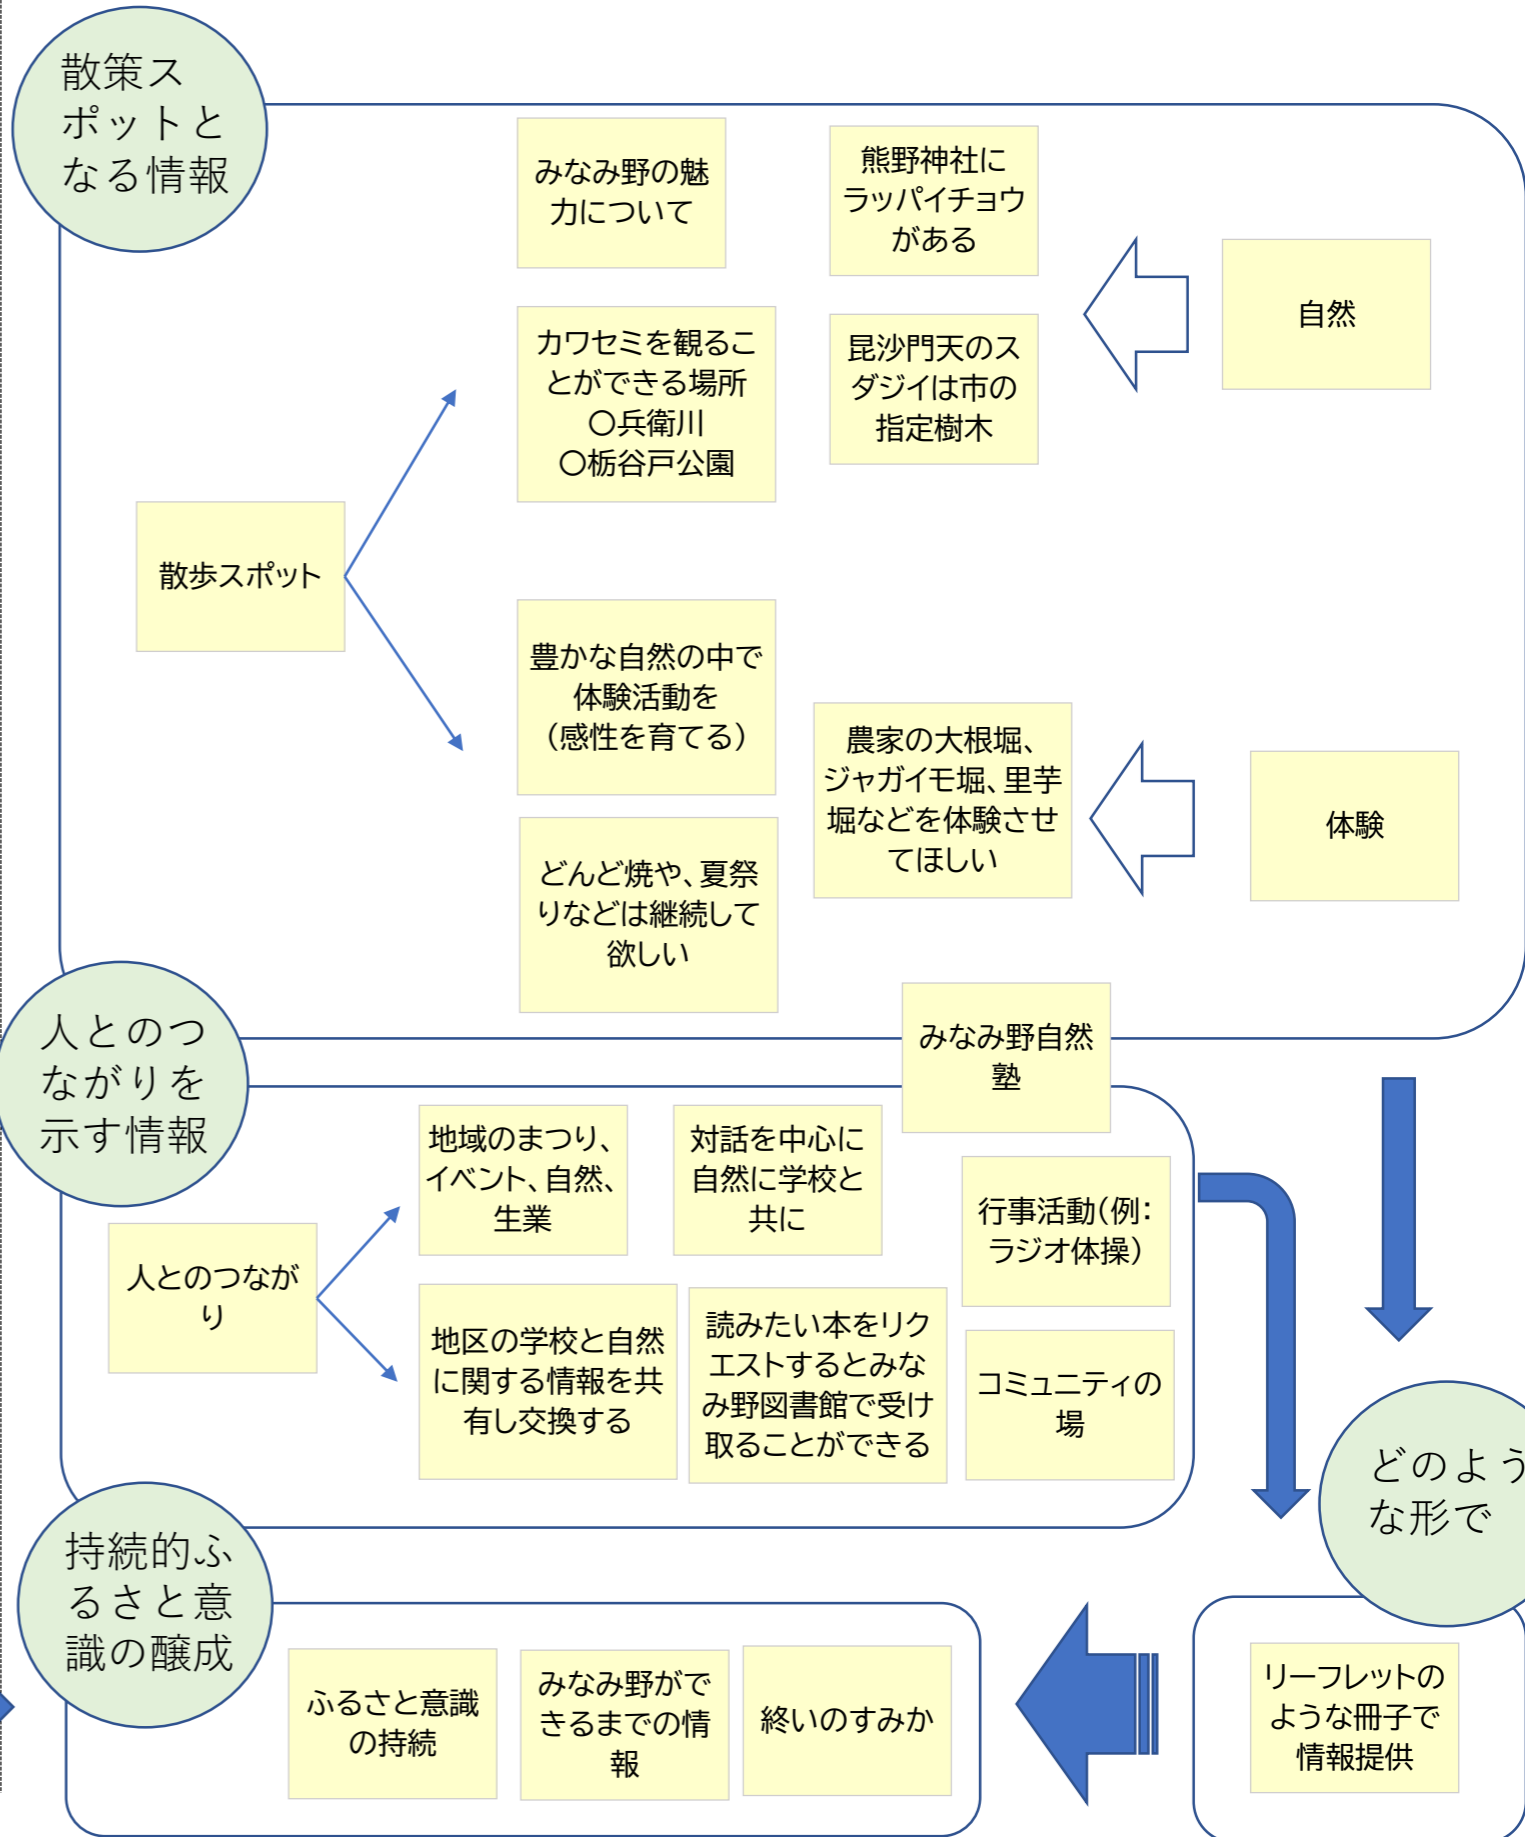 散策ス
ポットと
なる情報
みなみ野の魅
力について
熊野神社に
ラッパイチョウ
がある
自然
カワセミを観るこ
とができる場所
〇兵衛川
〇栃谷戸公園
昆沙門天のス
ダジイは市の
指定樹木
散歩スポット
豊かな自然の中で
体験活動を
（感性を育てる）
農家の大根堀、
ジャガイモ堀、里芋
堀などを体験させ
てほしい
体験
どんど焼や、夏祭
りなどは継続して
欲しい
みなみ野自然
塾
人とのつ
ながりを
示す情報
地域のまつり、
イベント、自然、
生業
対話を中心に
自然に学校と
共に
行事活動（例：
ラジオ体操）
人とのつなが
り
地区の学校と自然
に関する情報を共
有し交換する
読みたい本をリク
エストするとみな
み野図書館で受け
取ることができる
コミュニティの
場
どのよう
な形で
リーフレットの
ような冊子で
情報提供
持続的ふ
るさと意
識の醸成
ふるさと意識
の持続
みなみ野がで
きるまでの情
報
終いのすみか